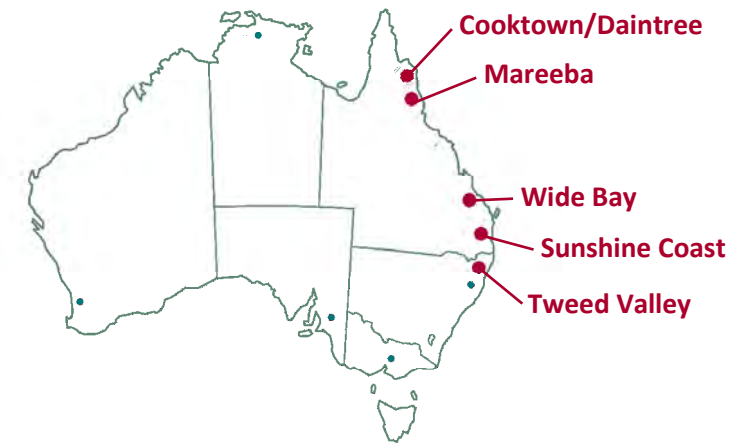 Cooktown/Daintree
Mareeba
Wide Bay
Sunshine Coast
Tweed Valley